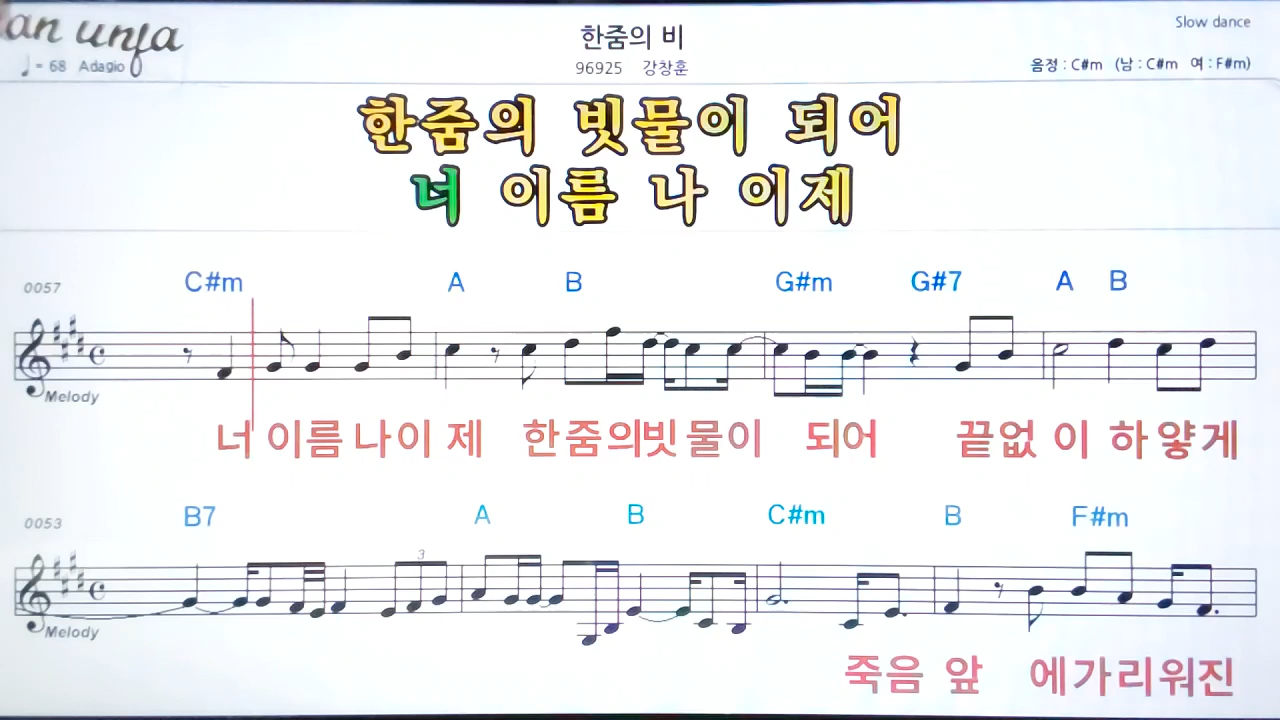 an unfa
한줌의 비
Slow dance
♩ = 68 Adagio
96925 강창훈
음정 : C#m (남 : C#m 여 : F#m)
한줌의 빗물이 되어
너 이름 나 이제
0057
C#m A B G#m G#7 A B
Melody
너 이름 나이 제 한줌의빗 물이 되어 끝없 이 하 얗게
0053
B7 A B C#m B F#m
3
Melody
죽음 앞 에가리워진